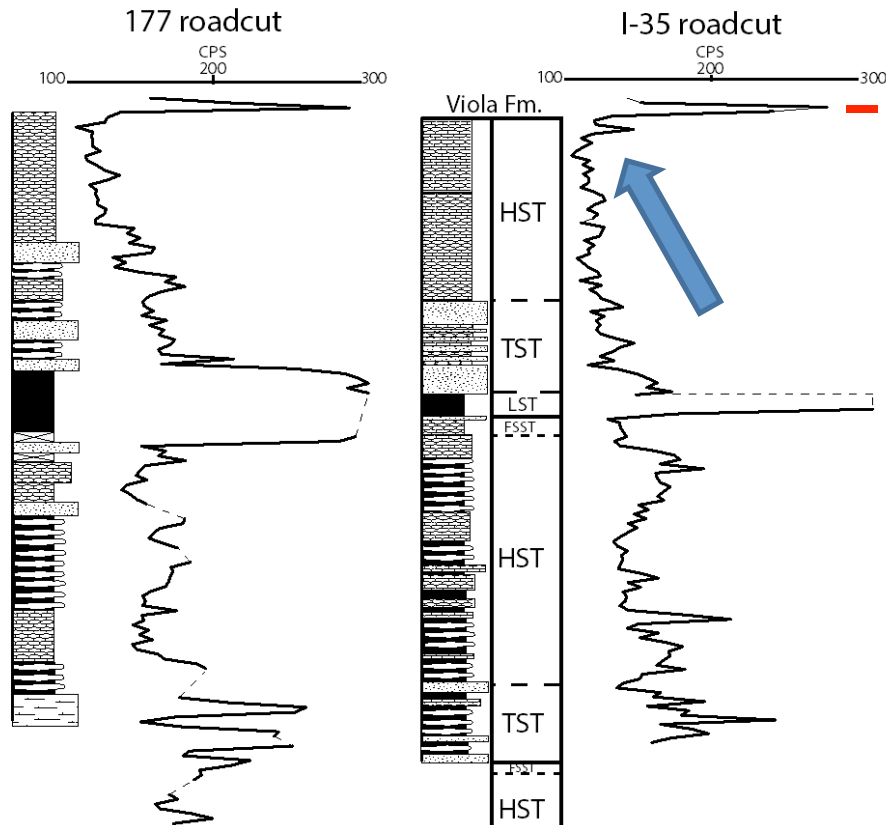 177 roadcut
I-35 roadcut
CPS
100 200 300
CPS
100 200 300
Viola Fm.
HST
TST
LST
FSST
HST
TST
FSST
HST